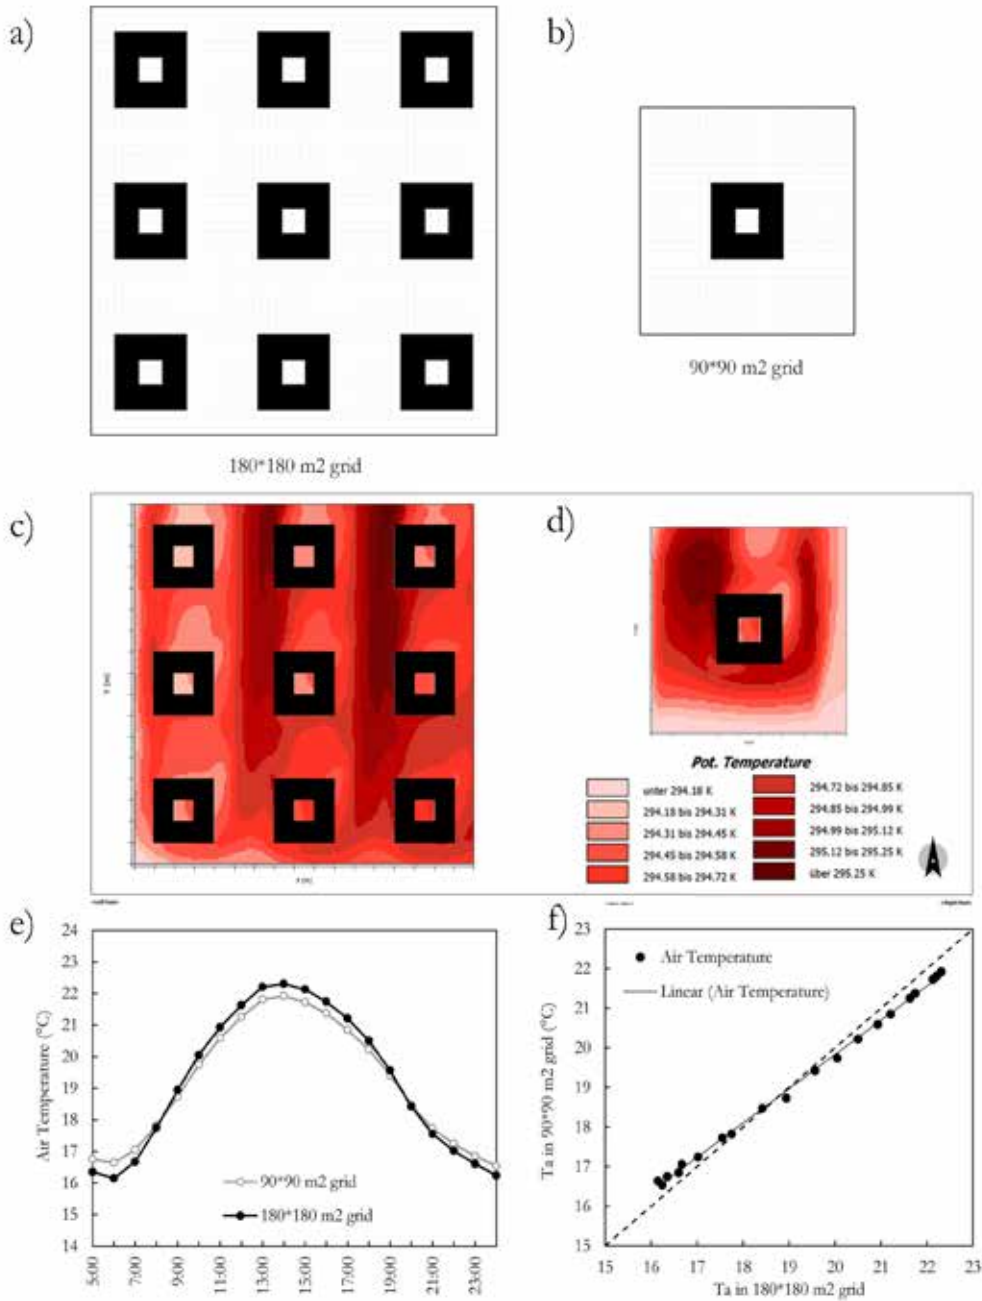 a)
b)
90*90 m2 grid
180*180 m2 grid
c)
d)
Pot. Temperature
unter 294.18 K
294.18 bis 294.31 K
294.31 bis 294.45 K
294.45 bis 294.58 K
294.58 bis 294.72 K
294.72 bis 294.85 K
294.85 bis 294.99 K
294.99 bis 295.12 K
295.12 bis 295.25 K
über 295.25 K
X (m)
e)
24
23
22
21
20
19
18
17
16
15
14
Air Temperature (°C)
90*90 m2 grid
180*180 m2 grid
5:00
7:00
9:00
11:00
13:00
15:00
17:00
19:00
21:00
23:00
f)
23
22
21
20
19
18
17
16
15
Ta in 90*90 m2 grid (°C)
Air Temperature
Linear (Air Temperature)
15
16
17
18
19
20
21
22
23
Ta in 180*180 m2 grid